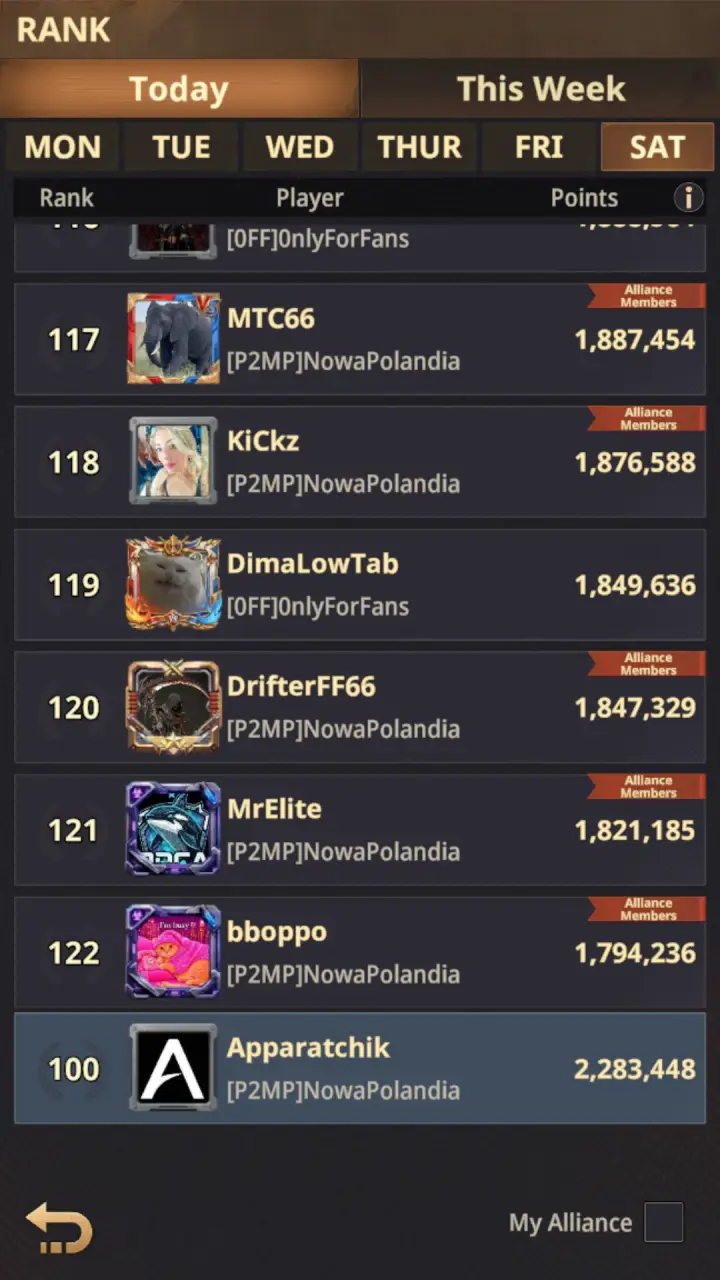 RANK
Today
This Week
MON
TUE
WED
THUR
FRI
SAT
Rank
Player
Points
[0FF]0nlyForFans
Alliance
Members
117
MTC66
[P2MP]NowaPolandia
1,887,454
Alliance
Members
118
KiCkz
[P2MP]NowaPolandia
1,876,588
119
DimaLowTab
[0FF]0nlyForFans
1,849,636
Alliance
Members
120
DrifterFF66
[P2MP]NowaPolandia
1,847,329
Alliance
Members
121
MrElite
[P2MP]NowaPolandia
1,821,185
Alliance
Members
122
bboppo
[P2MP]NowaPolandia
1,794,236
100
Apparatchik
[P2MP]NowaPolandia
2,283,448
My Alliance